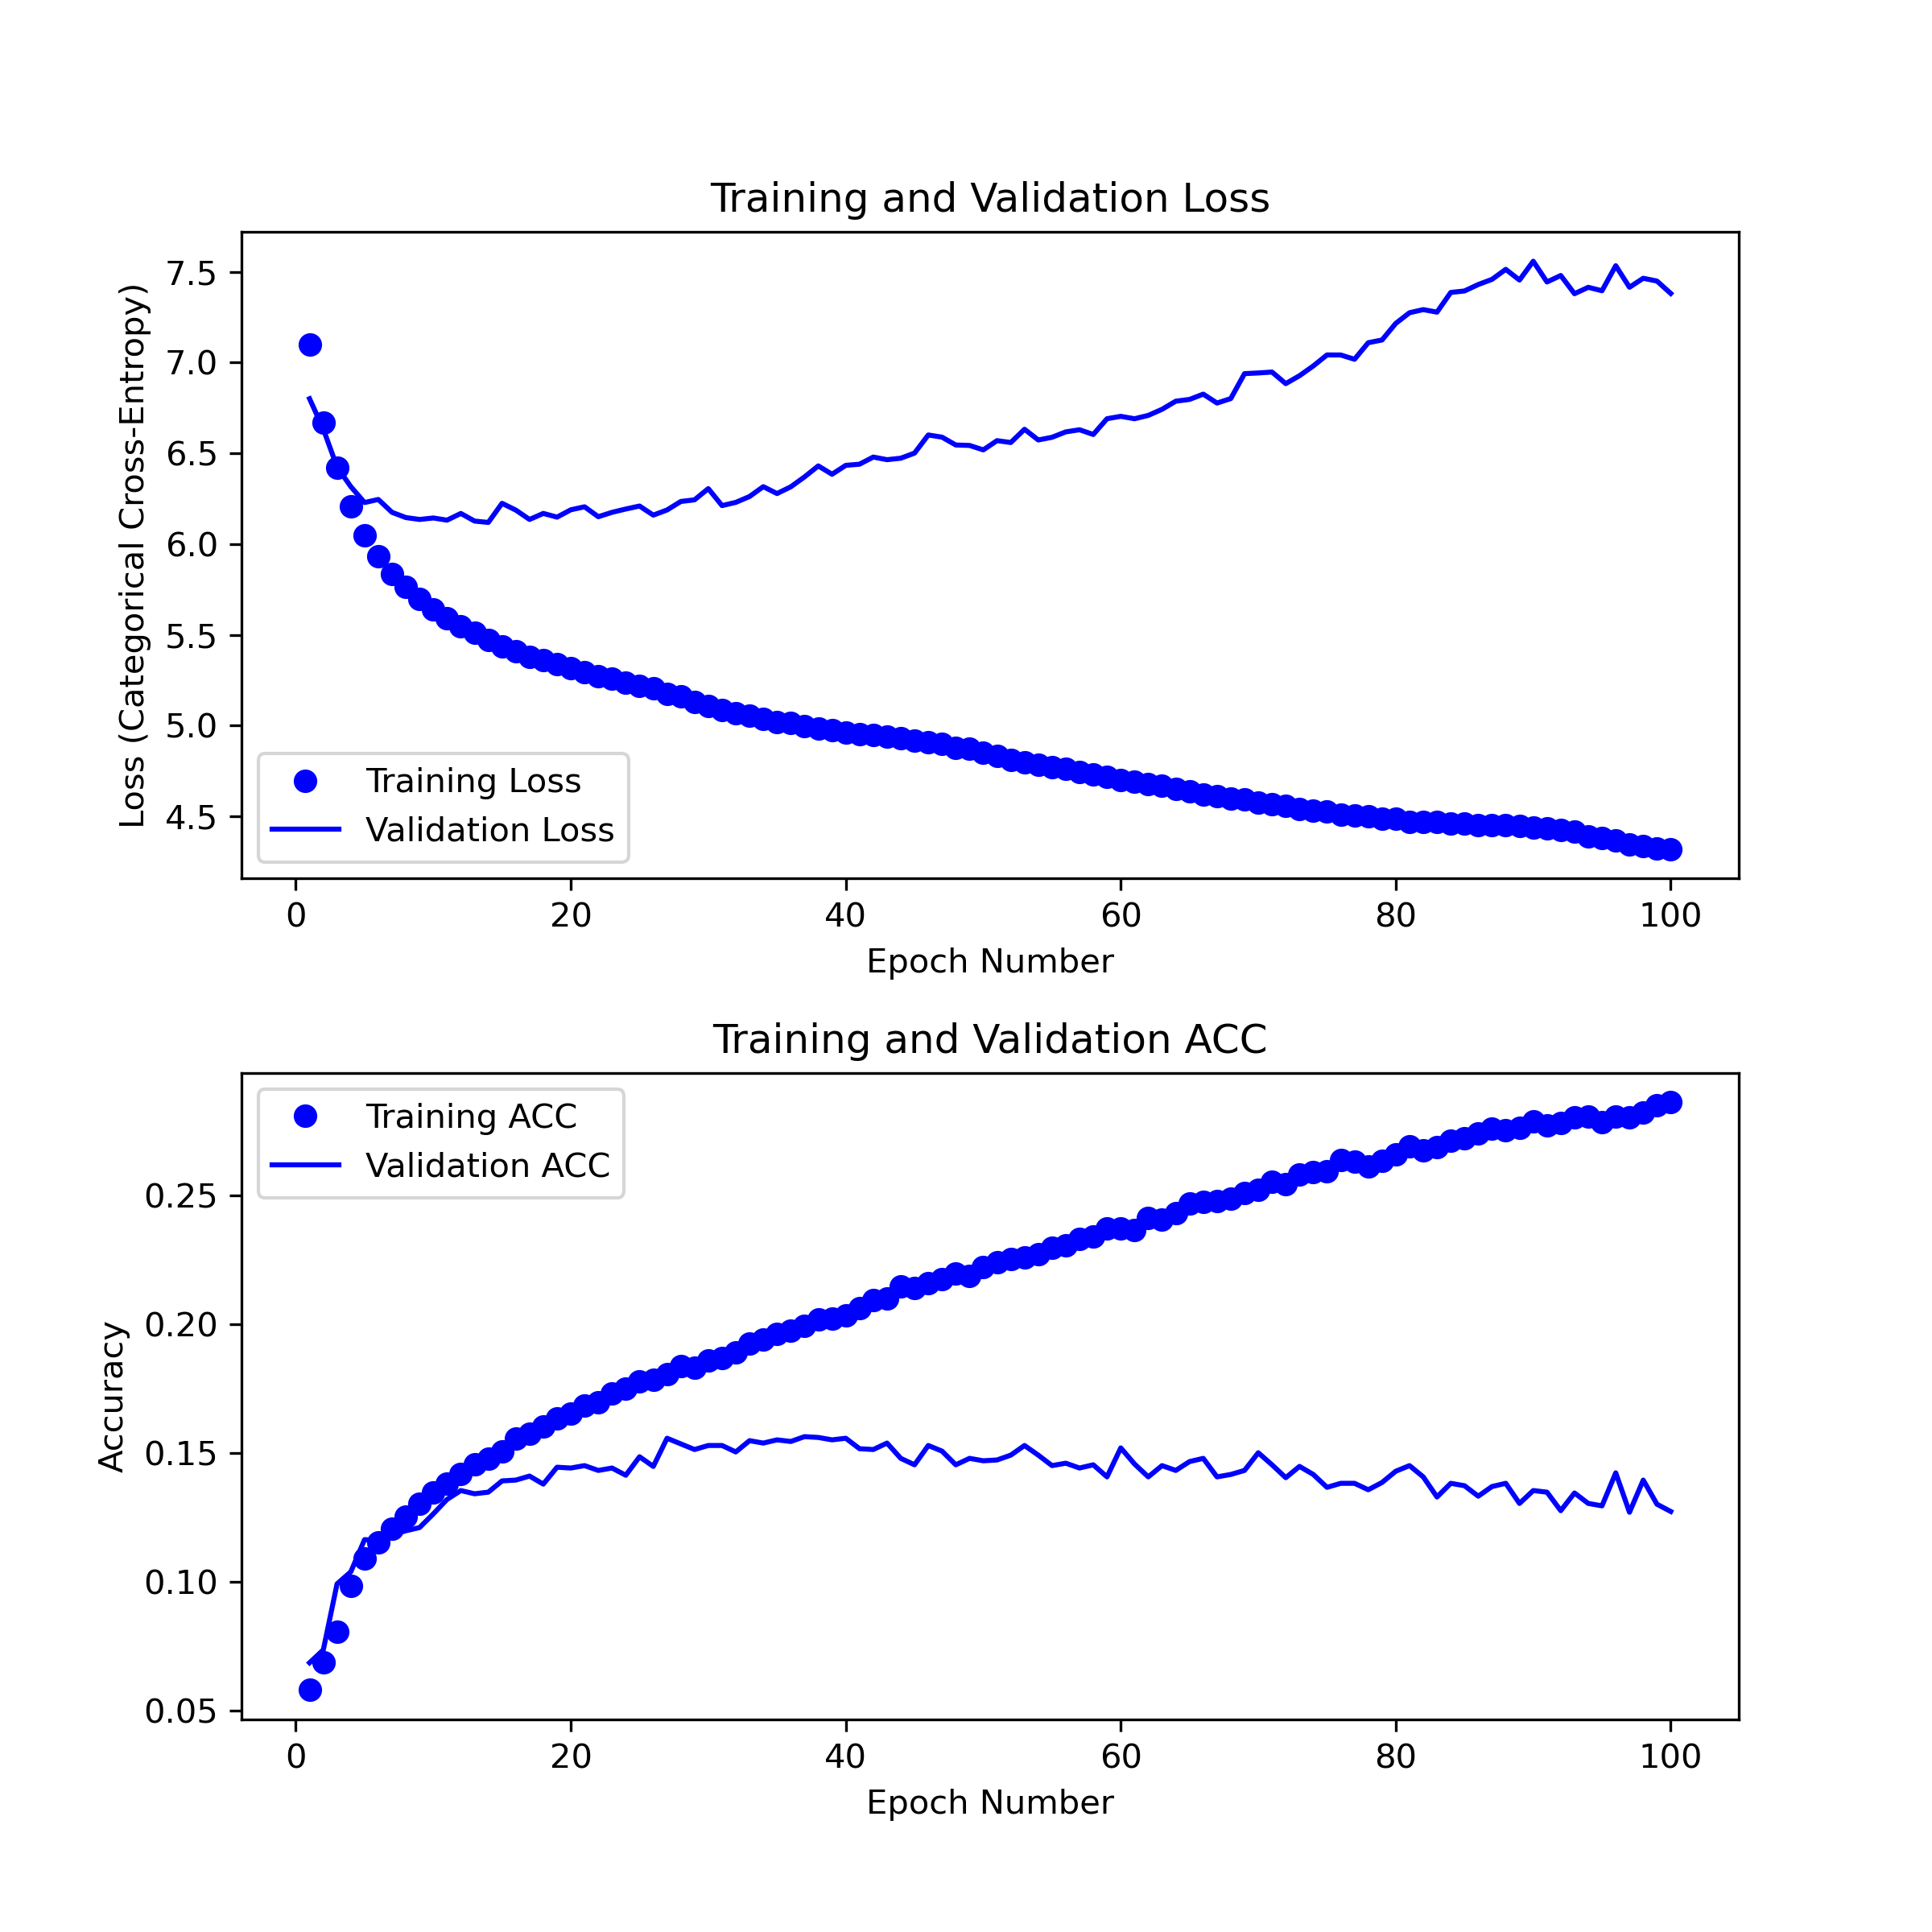 Training and Validation Loss
Loss (Categorical Cross-Entropy)
7.5
7.0
6.5
6.0
5.5
5.0
4.5
Training Loss
Validation Loss
0 20 40 60 80 100
Epoch Number
Training and Validation ACC
Accuracy
Training ACC
Validation ACC
0.25
0.20
0.15
0.10
0.05
0 20 40 60 80 100
Epoch Number